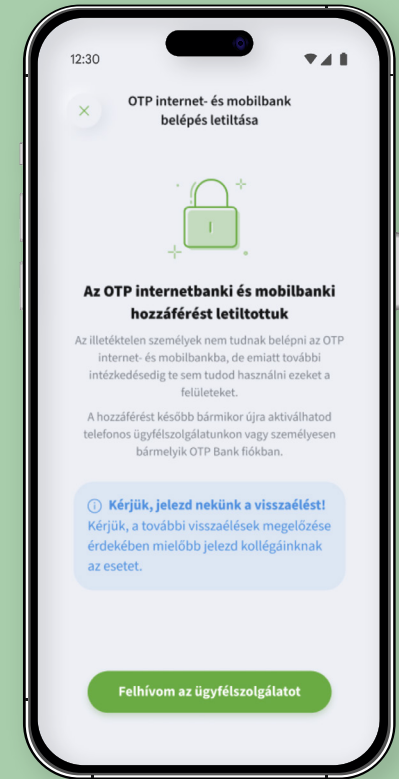 12:30
OTP internet- és mobilbank
belépés letiltása
Az OTP internetbanki és mobilbanki
hozzáférést letiltottuk
Az illetéktelen személyek nem tudnak belépni az OTP
internet- és mobilbankba, de emiatt további
intézkedésedig te sem tudod használni ezeket a
felületeket.
A hozzáférést később bármikor újra aktiválhatod
telefonos ügyfélszolgálatunkon vagy személyesen
bármelyik OTP Bank fiókban.
Kérjük, jelezd nekünk a visszaélést!
Kérjük, a további visszaélések megelőzése
érdekében mielőbb jelezd kollégáinknak
az esetet.
Felhívom az ügyfélszolgálatot